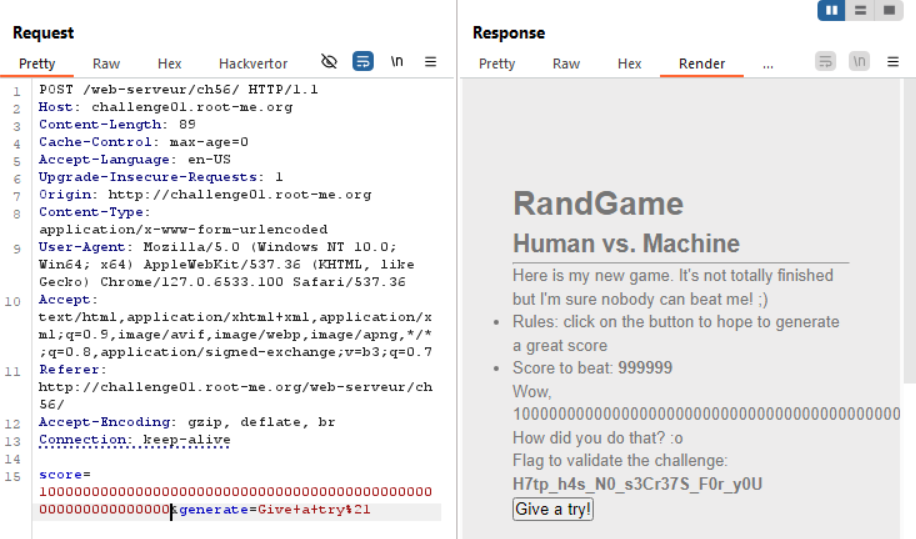 Request
Response
Pretty Raw Hex Hackvertor \n
Pretty Raw Hex Render ... \n
1 POST /web-serveur/ch56/ HTTP/1.1
2 Host: challenge01.root-me.org
3 Content-Length: 89
4 Cache-Control: max-age=0
5 Accept-Language: en-US
6 Upgrade-Insecure-Requests: 1
7 Origin: http://challenge01.root-me.org
8 Content-Type:
application/x-www-form-urlencoded
9 User-Agent: Mozilla/5.0 (Windows NT 10.0;
Win64; x64) AppleWebKit/537.36 (KHTML, like
Gecko) Chrome/127.0.6533.100 Safari/537.36
10 Accept:
text/html,application/xhtml+xml,application/x
ml;q=0.9,image/avif,image/webp,image/apng,*/*
;q=0.8,application/signed-exchange;v=b3;q=0.7
11 Referer:
http://challenge01.root-me.org/web-serveur/ch
56/
12 Accept-Encoding: gzip, deflate, br
13 Connection: keep-alive
14
15 score=
100000000000000000000000000000000000000000000
000000000000000&generate=Give+a+try%21
RandGame
Human vs. Machine
Here is my new game. It's not totally finished
but I'm sure nobody can beat me! ;)
• Rules: click on the button to hope to generate
a great score
• Score to beat: 999999
Wow,
100000000000000000000000000000000000000000
How did you do that? :o
Flag to validate the challenge:
H7tp_h4s_N0_s3Cr37S_F0r_y0U
Give a try!